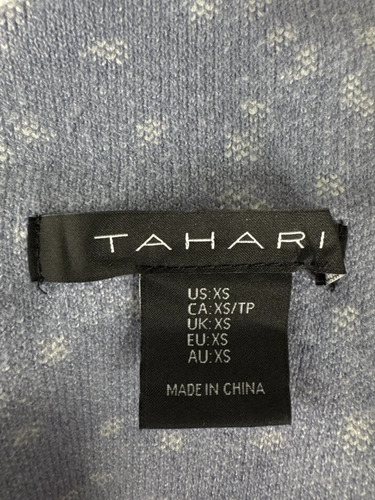 TAHARI
US:XS
CA:XS/TP
UK:XS
EU:XS
AU:XS
MADE IN CHINA